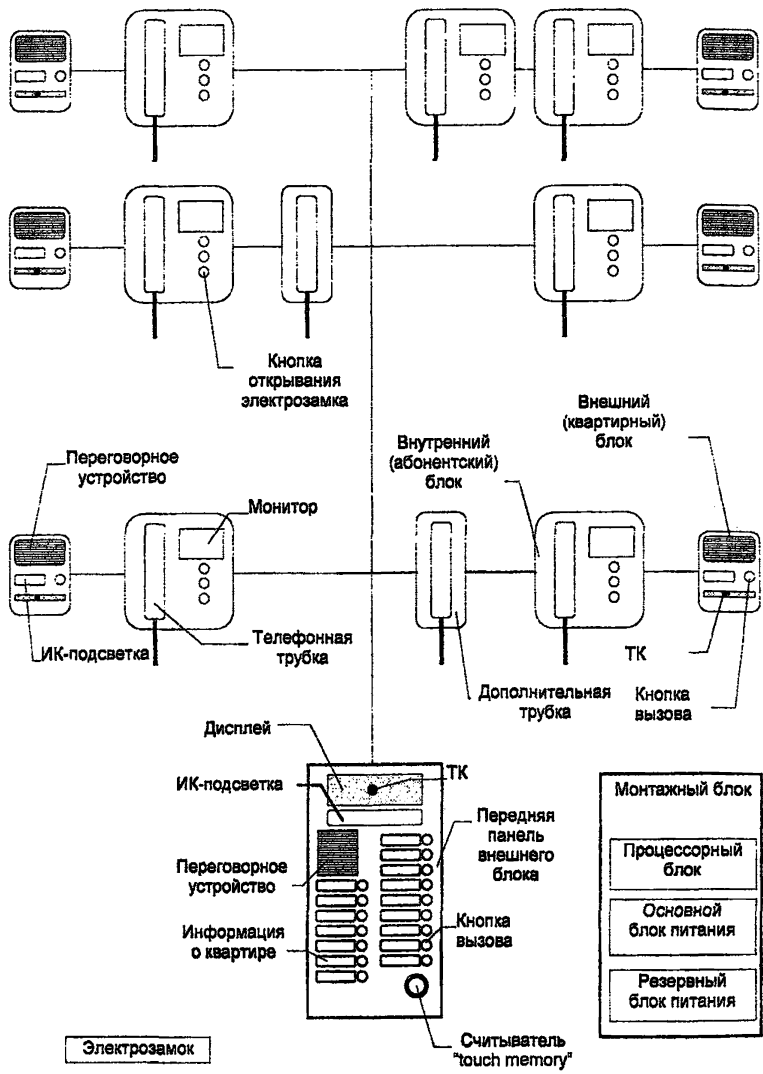 Кнопка
открывания
электрозамка
Внешний
(квартирный)
блок
Внутренний
(абонентский)
блок
Переговорное
устройство
Монитор
ИК-подсветка
Телефонная
трубка
ТК
Дополнительная
трубка
Кнопка
вызова
Дисплей
ТК
ИК-подсветка
Передняя
панель
внешнего
блока
Переговорное
устройство
Информация
о квартире
Кнопка
вызова
Монтажный блок
Процессорный
блок
Основной
блок питания
Резервный
блок питания
Считыватель
"touch memory"
Электрозамок